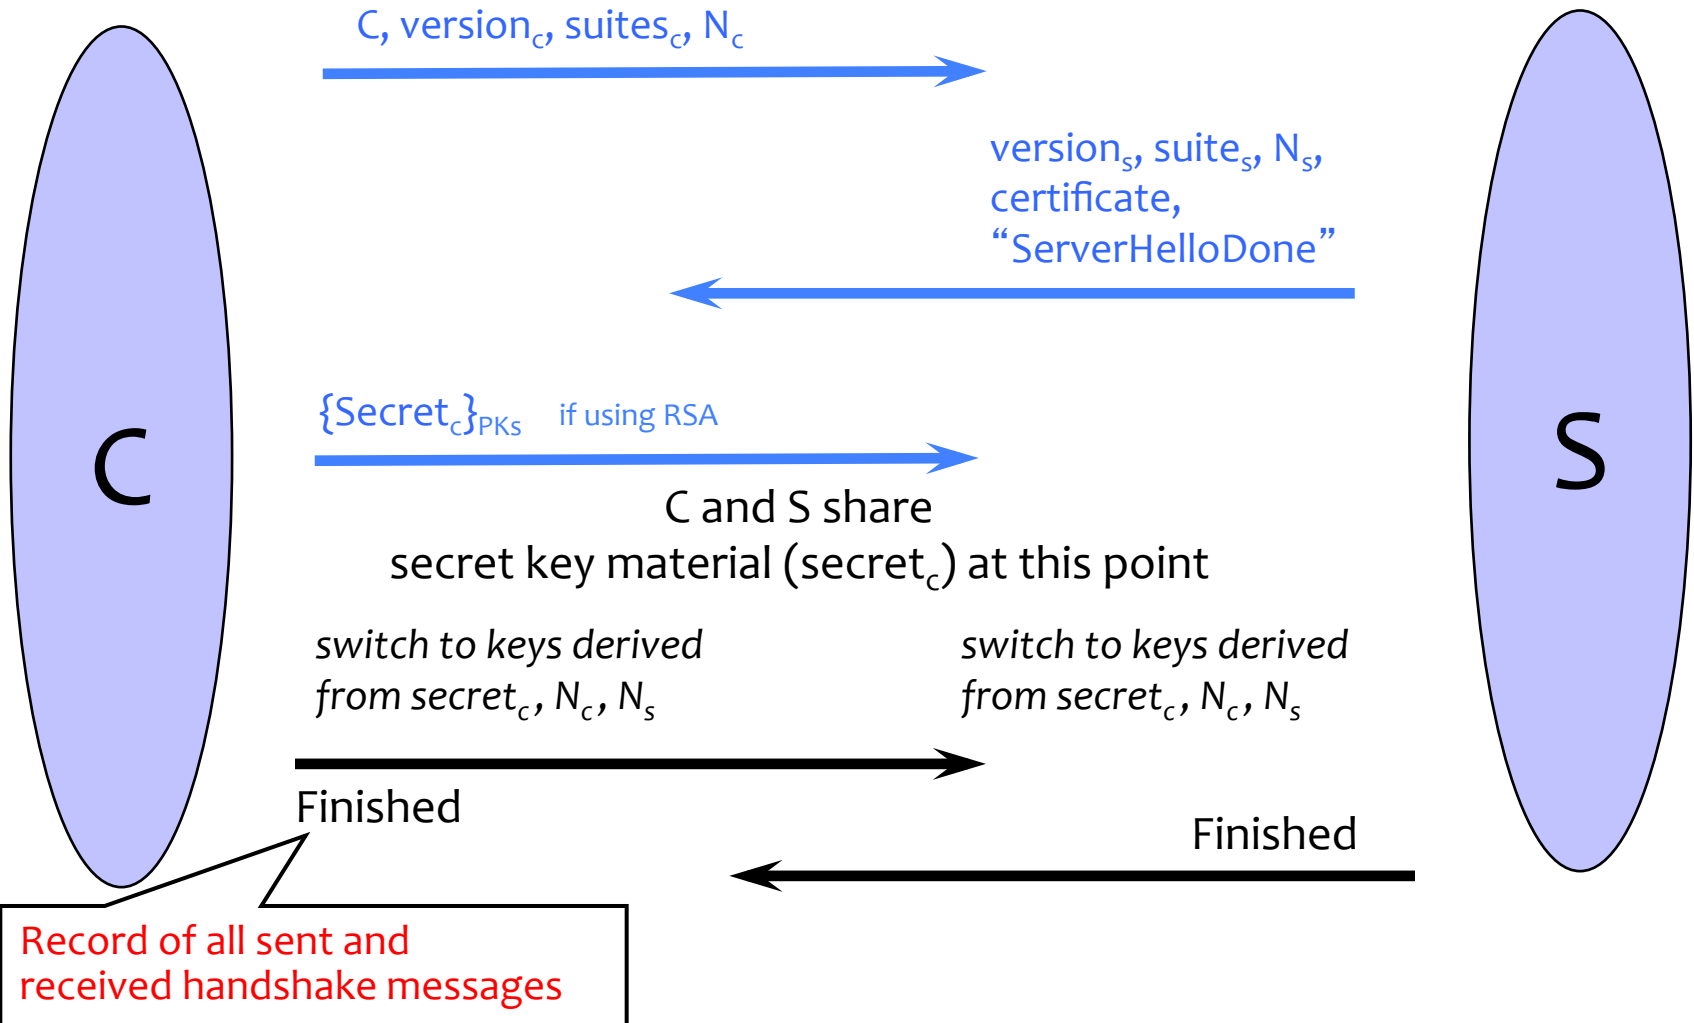 C, version_c, suites_c, N_c
version_s, suite_s, N_s,
certificate,
“ServerHelloDone”
C
S
{Secret_c}_PKs if using RSA
C and S share
secret key material (secret_c) at this point
switch to keys derived
from secret_c, N_c, N_s
switch to keys derived
from secret_c, N_c, N_s
Finished
Finished
Record of all sent and
received handshake messages